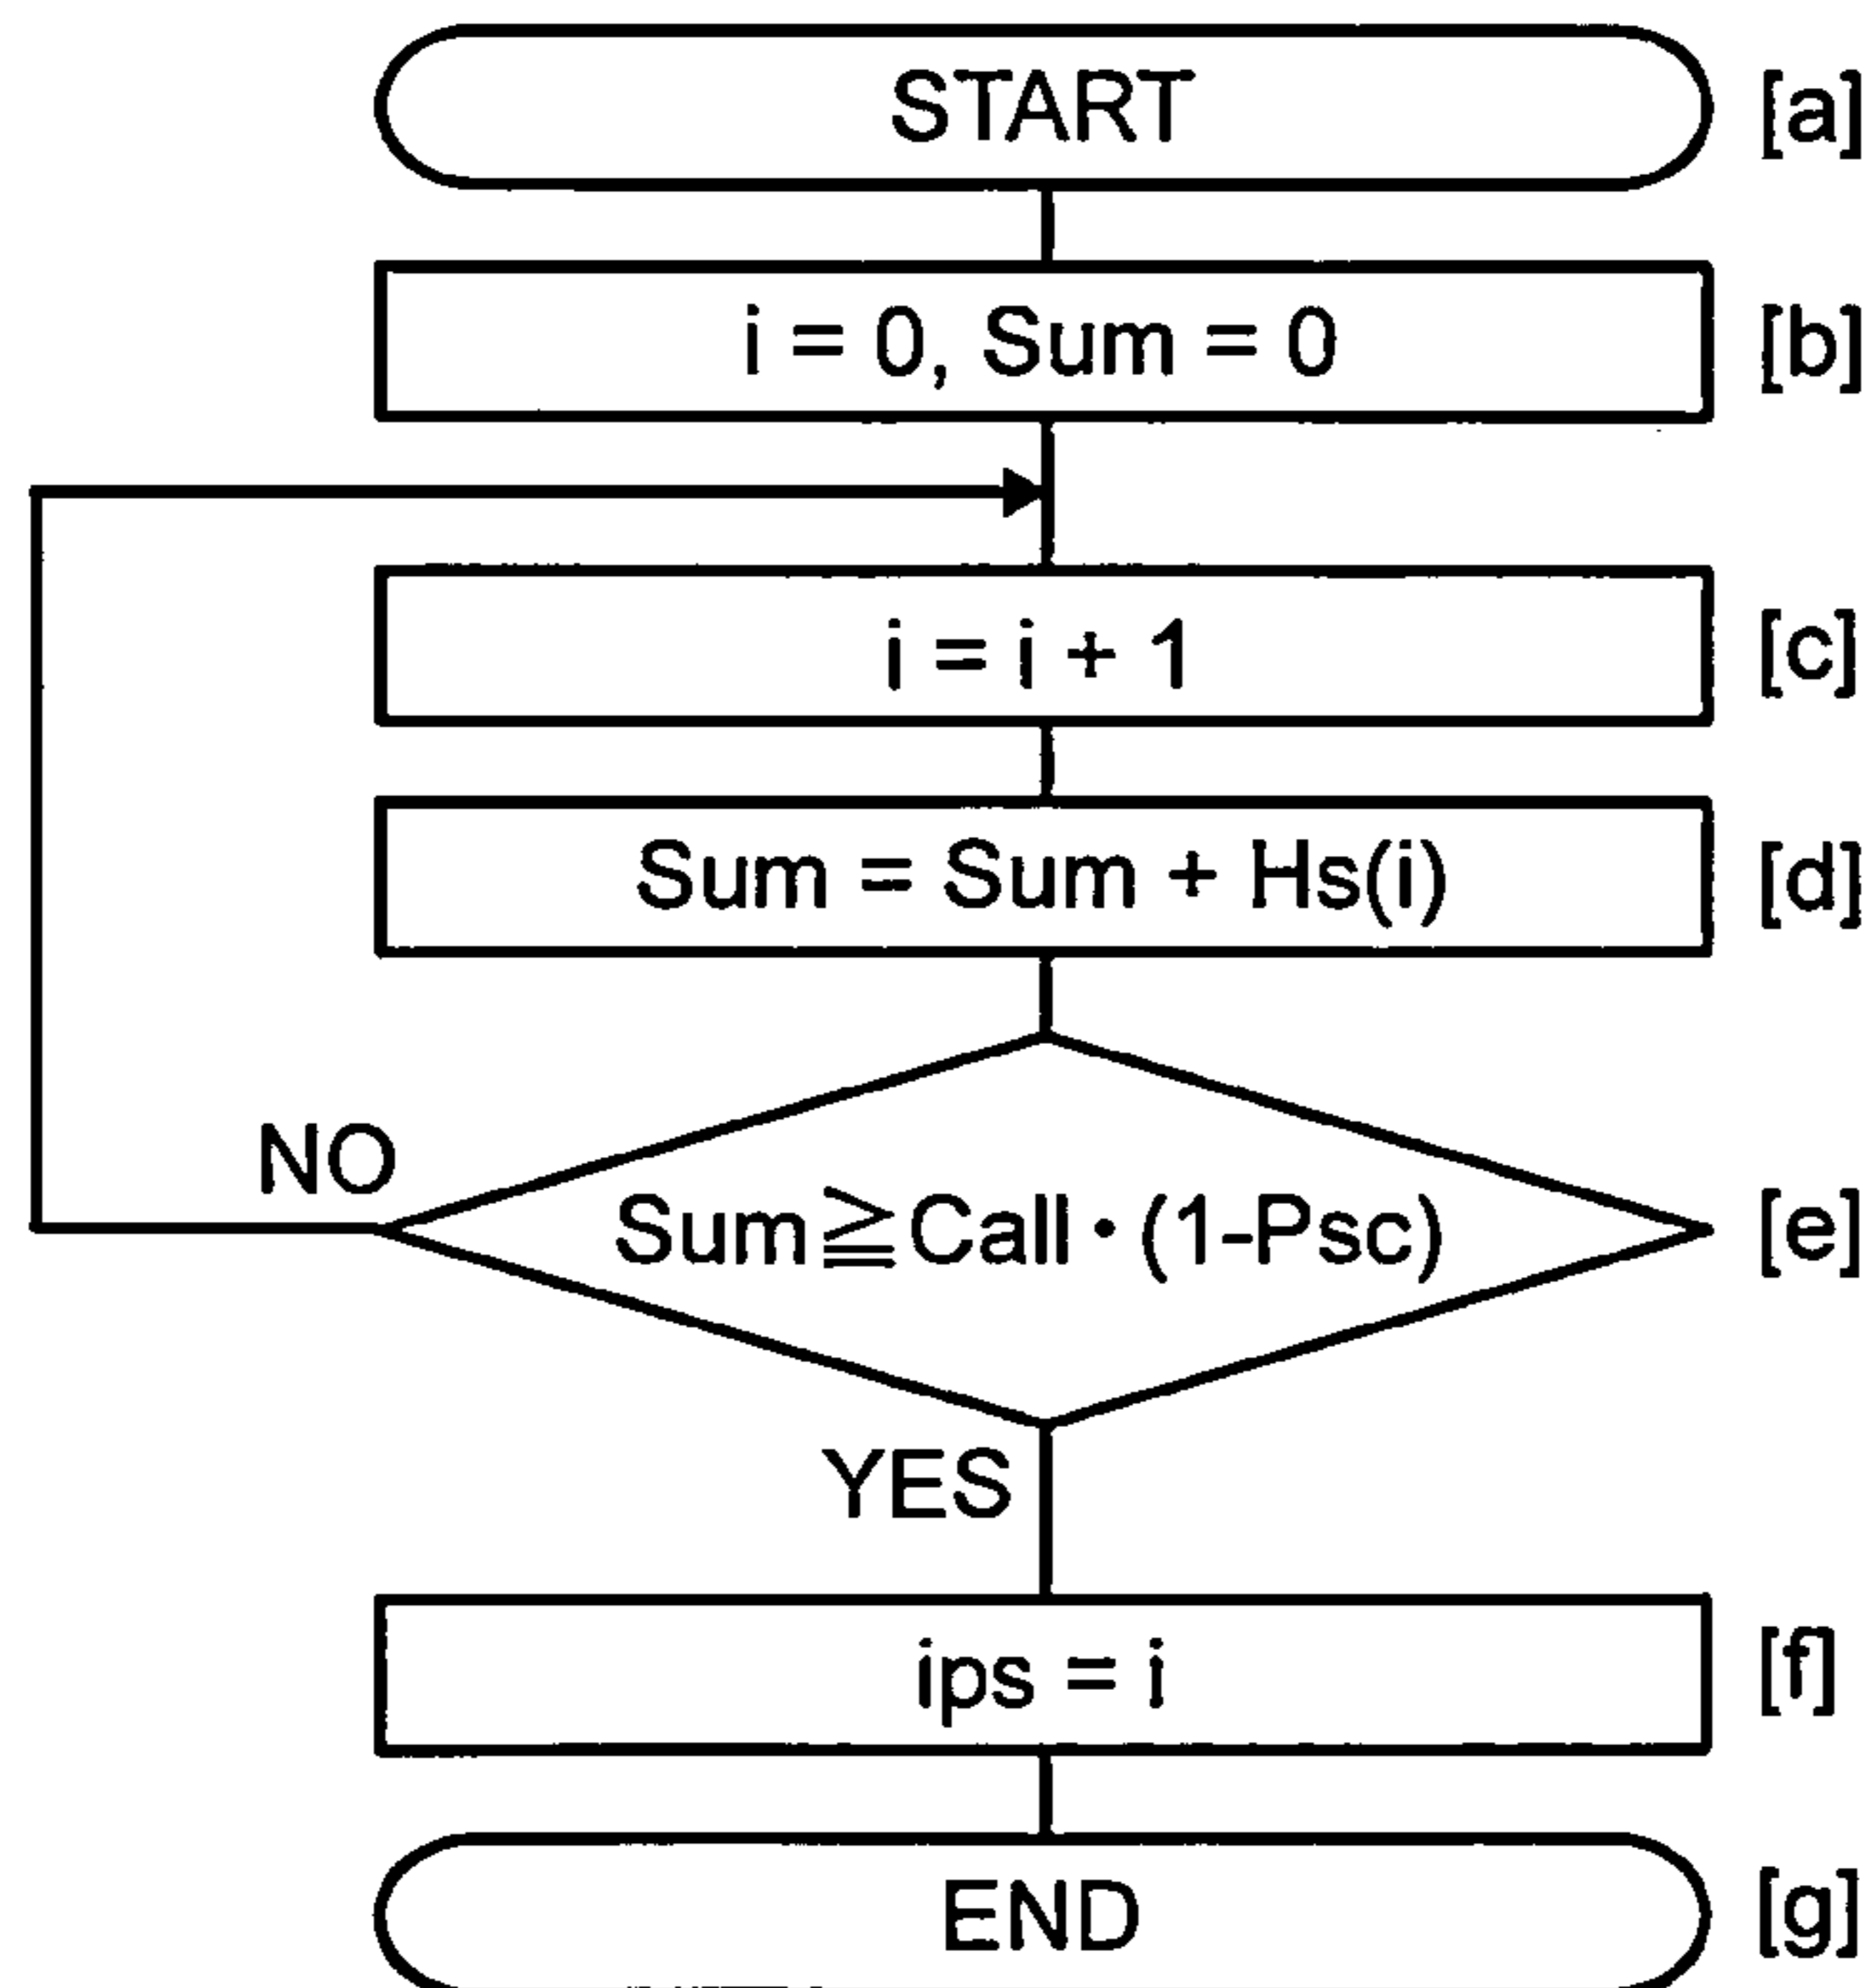 START [a]
i = 0, Sum = 0 [b]
i = i + 1 [c]
Sum = Sum + Hs(i) [d]
NO
Sum≧Call・(1-Psc) [e]
YES
ips = i [f]
END [g]